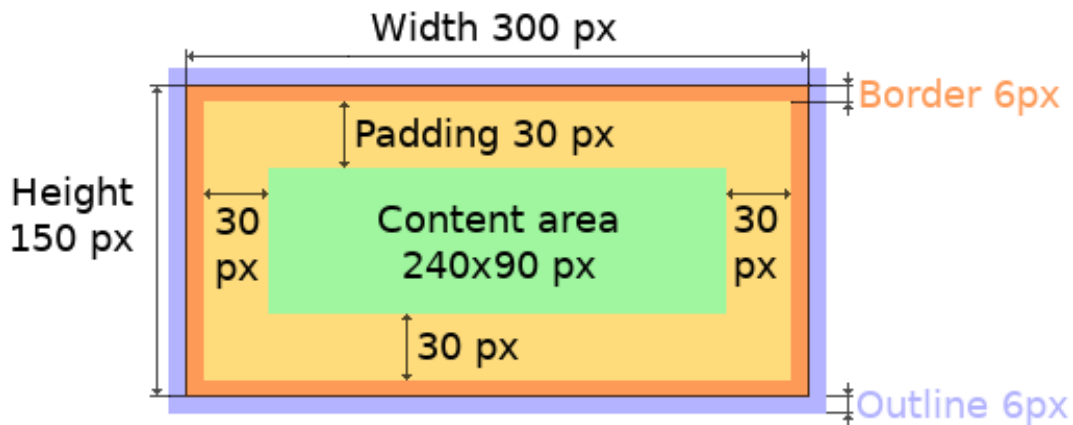 Width 300 px
Border 6px
Padding 30 px
Height
150 px
30
px
Content area
240x90 px
30
px
30 px
Outline 6px